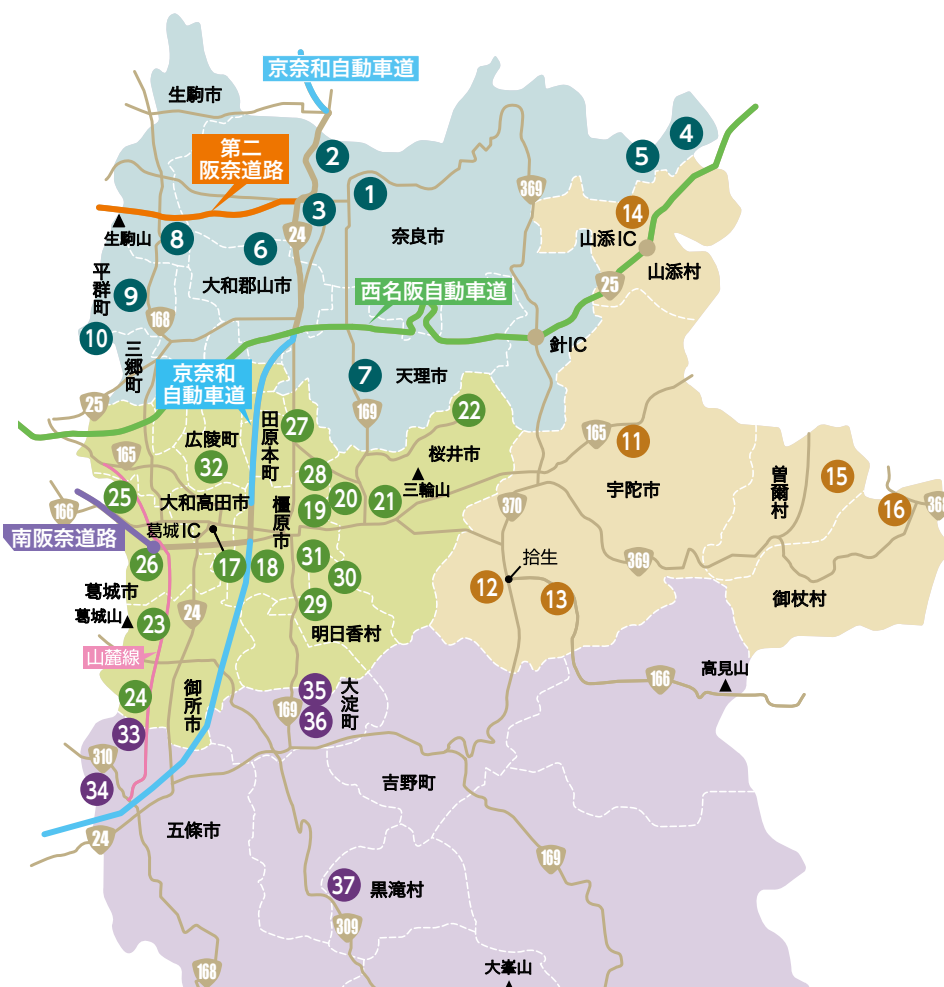 京奈和自動車道
生駒市
第二
阪奈道路
2
5
4
1
369
3
14
24
奈良市
山添IC
生駒山
8
6
山添村
平群町
9
大和郡山市
25
西名阪自動車道
168
10
三郷町
針IC
京奈和
自動車道
7
天理市
25
169
22
田原本町
27
広陵町
165
11
165
32
28
桜井市
三輪山
宇陀市
曽爾村
15
25
大和高田市
橿原市
19
20
21
370
16
368
166
葛城IC
南阪奈道路
26
17
18
31
拾生
369
30
12
13
葛城市
葛城山
23
24
29
御杖村
明日香村
山麓線
高見山
166
24
御所市
35
大淀町
169
36
33
310
34
吉野町
24
五條市
169
37
黒滝村
309
168
大峯山